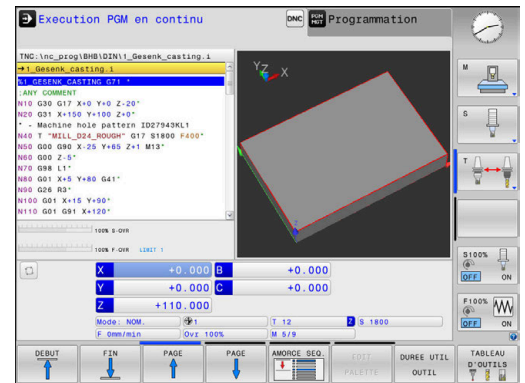 Execution PGM en continu
DNC
PGM MGT
Programmation
TNC:\nc_prog\BHB\DIN\1_Gesenk_casting.i
→1_Gesenk_casting.i
%1_GESENK_CASTING G71 *
;ANY COMMENT
N10 G30 G17 X+0 Y+0 Z-20*
N20 G31 X+150 Y+100 Z+0*
* - Machine hole pattern ID27943KL1
N40 T "MILL_D24_ROUGH" G17 S1800 F400*
N50 G00 G90 X-25 Y+65 Z+1 M13*
N60 G00 Z-5*
N70 G98 L1*
N80 G01 X+5 Y+80 G41*
N90 G26 R3*
N100 G01 X+15 Y+90*
N110 G01 G91 X+120*
Y Z X
Z
100% S-OVR
100% F-OVR LIMIT 1
X +0.000 B +0.000
Y +0.000 C +0.000
Z +110.000
Mode: NOM. 1 T 12 Z S 1800
F 0mm/min Ovr 100% M 5/9
M
S
T
S100%
OFF ON
F100%
OFF ON
DEBUT
FIN
PAGE
PAGE
AMORCE SEQ.
EDIT PALETTE
DUREE UTIL OUTIL
TABLEAU D'OUTILS